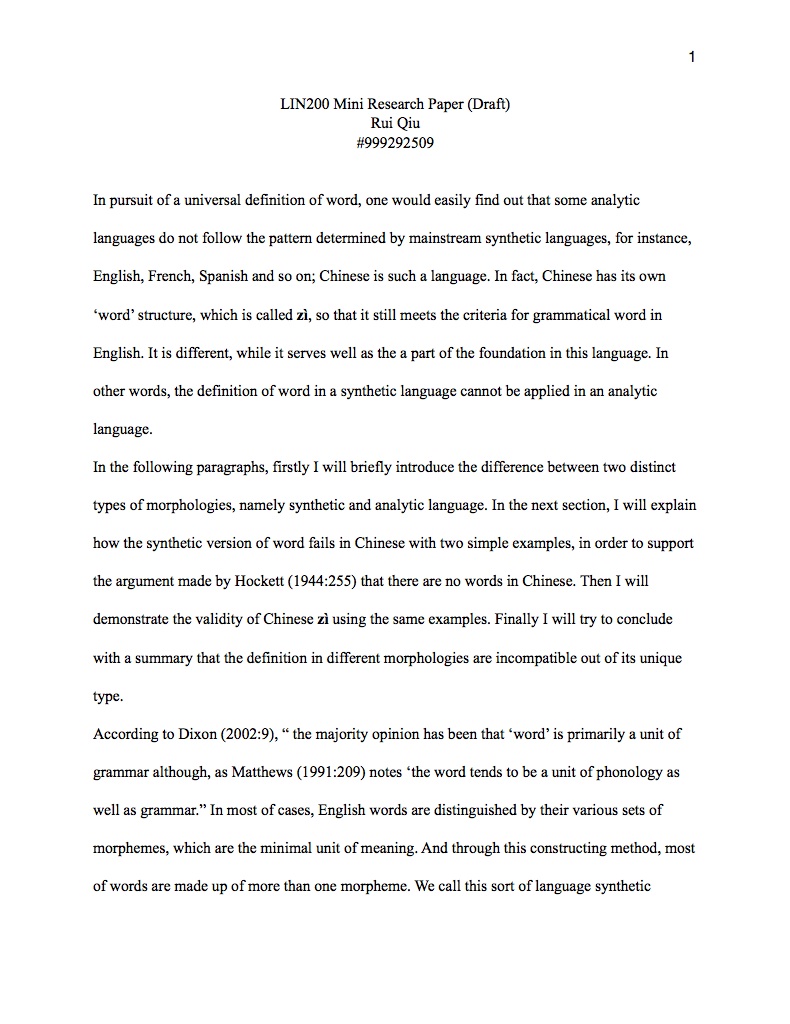 1
LIN200 Mini Research Paper (Draft)
Rui Qiu
#999292509
In pursuit of a universal definition of word, one would easily find out that some analytic
languages do not follow the pattern determined by mainstream synthetic languages, for instance,
English, French, Spanish and so on; Chinese is such a language. In fact, Chinese has its own
‘word’ structure, which is called zì, so that it still meets the criteria for grammatical word in
English. It is different, while it serves well as the a part of the foundation in this language. In
other words, the definition of word in a synthetic language cannot be applied in an analytic
language.
In the following paragraphs, firstly I will briefly introduce the difference between two distinct
types of morphologies, namely synthetic and analytic language. In the next section, I will explain
how the synthetic version of word fails in Chinese with two simple examples, in order to support
the argument made by Hockett (1944:255) that there are no words in Chinese. Then I will
demonstrate the validity of Chinese zì using the same examples. Finally I will try to conclude
with a summary that the definition in different morphologies are incompatible out of its unique
type.
According to Dixon (2002:9), “ the majority opinion has been that ‘word’ is primarily a unit of
grammar although, as Matthews (1991:209) notes ‘the word tends to be a unit of phonology as
well as grammar.” In most of cases, English words are distinguished by their various sets of
morphemes, which are the minimal unit of meaning. And through this constructing method, most
of words are made up of more than one morpheme. We call this sort of language synthetic